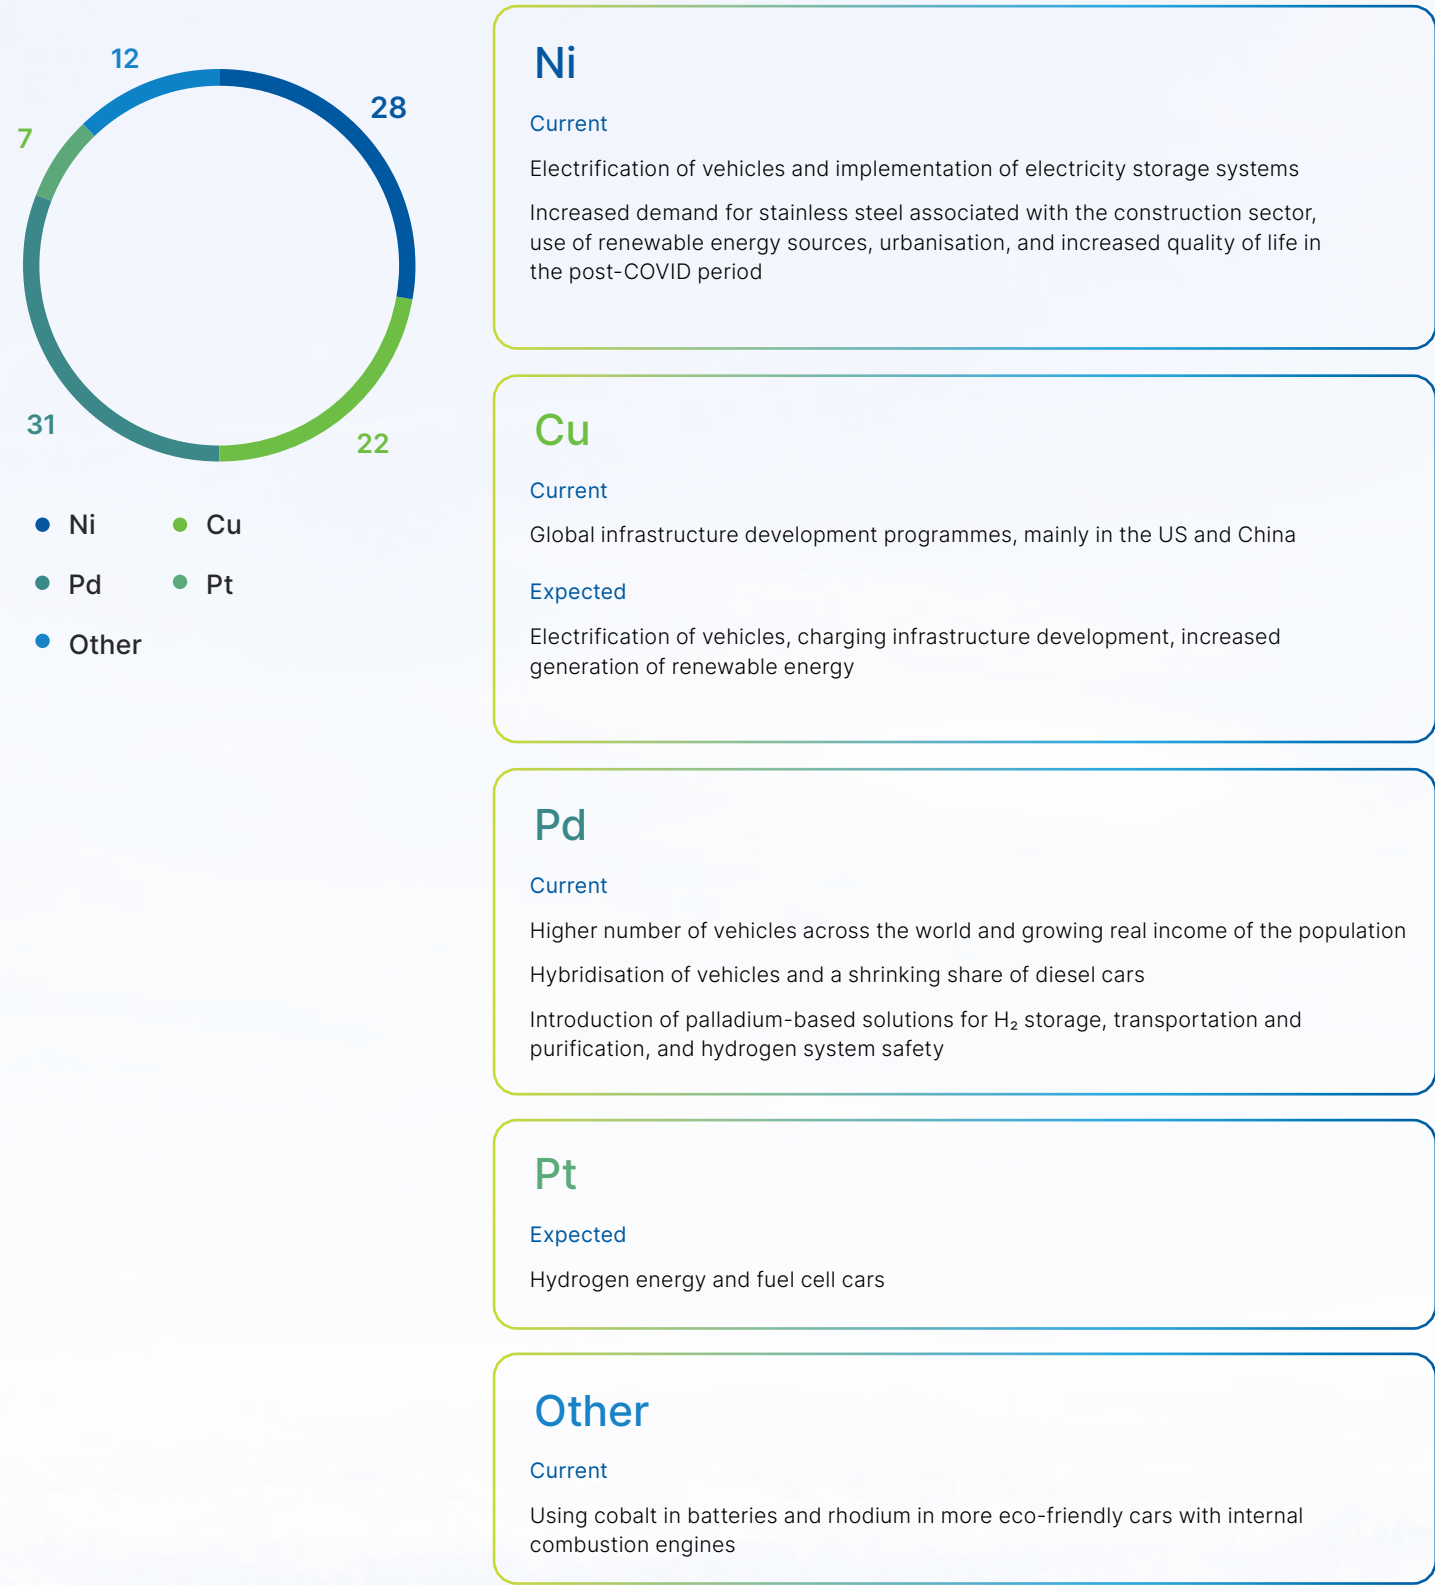 12
28
7
31
22
Ni
Cu
Pd
Pt
Other
Ni
Current
Electrification of vehicles and implementation of electricity storage systems
Increased demand for stainless steel associated with the construction sector,
use of renewable energy sources, urbanisation, and increased quality of life in
the post-COVID period
Cu
Current
Global infrastructure development programmes, mainly in the US and China
Expected
Electrification of vehicles, charging infrastructure development, increased
generation of renewable energy
Pd
Current
Higher number of vehicles across the world and growing real income of the population
Hybridisation of vehicles and a shrinking share of diesel cars
Introduction of palladium-based solutions for H₂ storage, transportation and
purification, and hydrogen system safety
Pt
Expected
Hydrogen energy and fuel cell cars
Other
Current
Using cobalt in batteries and rhodium in more eco-friendly cars with internal
combustion engines